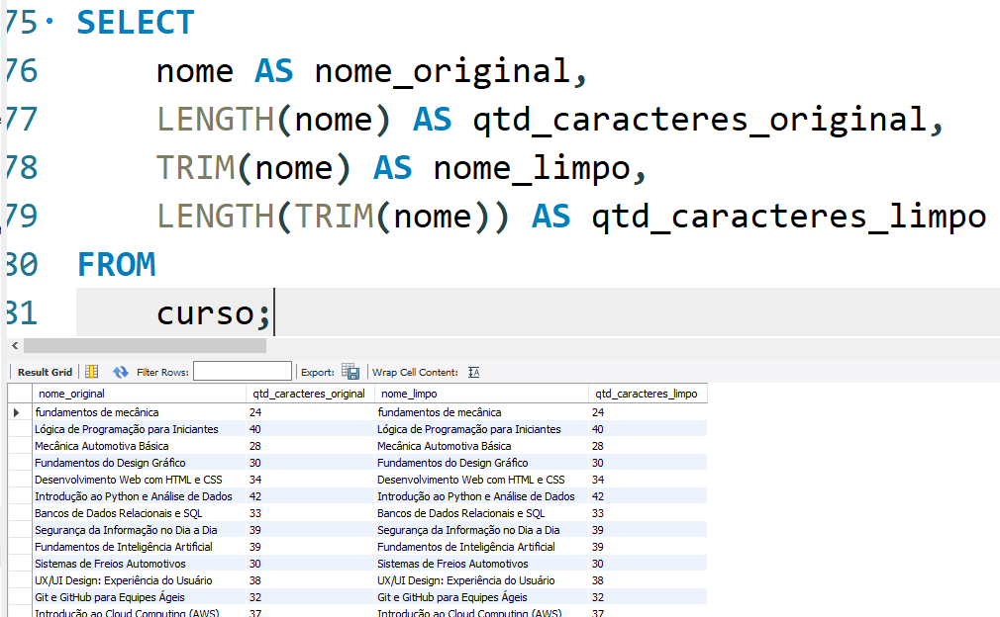 75 SELECT
76 nome AS nome_original,
77 LENGTH(nome) AS qtd_caracteres_original,
78 TRIM(nome) AS nome_limpo,
79 LENGTH(TRIM(nome)) AS qtd_caracteres_limpo
80 FROM
81 curso;
Result Grid Filter Rows: Export: Wrap Cell Content:
nome_original qtd_caracteres_original nome_limpo qtd_caracteres_limpo
fundamentos de mecânica 24 fundamentos de mecânica 24
Lógica de Programação para Iniciantes 40 Lógica de Programação para Iniciantes 40
Mecânica Automotiva Básica 28 Mecânica Automotiva Básica 28
Fundamentos do Design Gráfico 30 Fundamentos do Design Gráfico 30
Desenvolvimento Web com HTML e CSS 34 Desenvolvimento Web com HTML e CSS 34
Introdução ao Python e Análise de Dados 42 Introdução ao Python e Análise de Dados 42
Bancos de Dados Relacionais e SQL 33 Bancos de Dados Relacionais e SQL 33
Segurança da Informação no Dia a Dia 39 Segurança da Informação no Dia a Dia 39
Fundamentos de Inteligência Artificial 39 Fundamentos de Inteligência Artificial 39
Sistemas de Freios Automotivos 30 Sistemas de Freios Automotivos 30
UX/UI Design: Experiência do Usuário 38 UX/UI Design: Experiência do Usuário 38
Git e GitHub para Equipes Ágeis 32 Git e GitHub para Equipes Ágeis 32
Introdução ao Cloud Computing (AWS) 37 Introdução ao Cloud Computing (AWS) 37